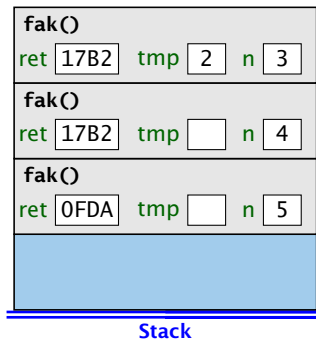 fak()
ret 17B2 tmp 2 n 3
fak()
ret 17B2 tmp n 4
fak()
ret 0FDA tmp n 5
Stack